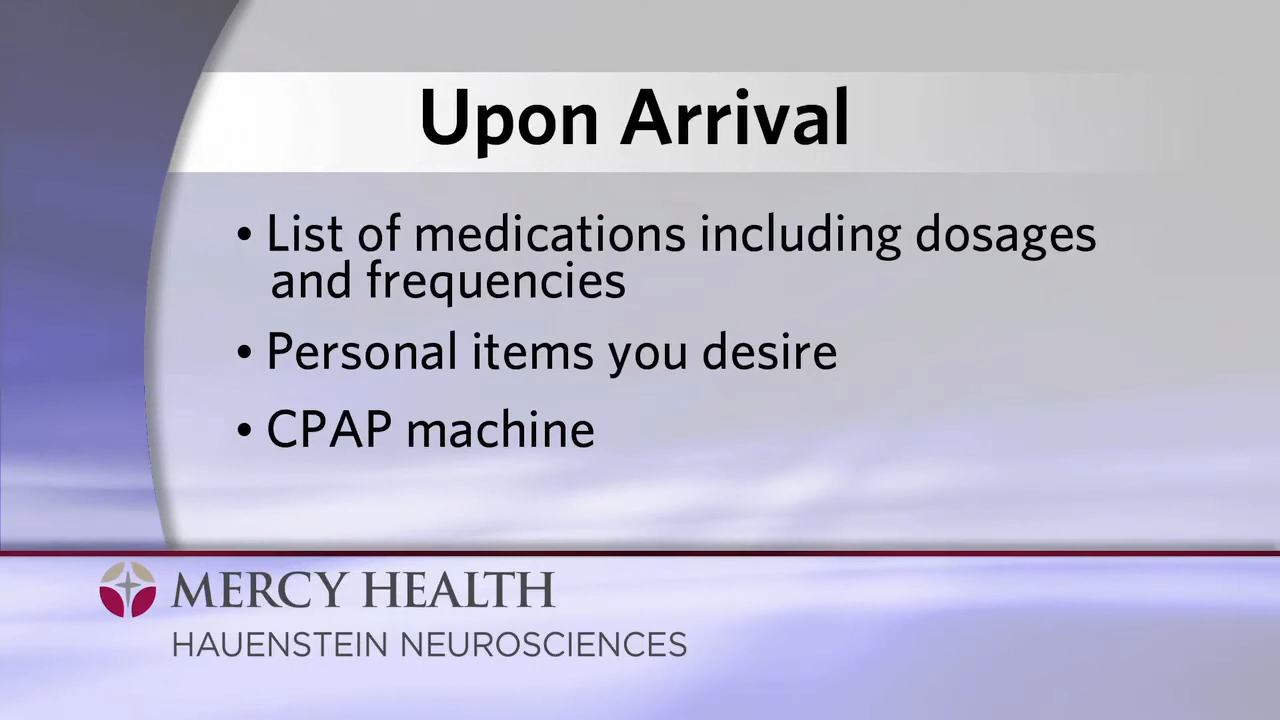 Upon Arrival
• List of medications including dosages
and frequencies
• Personal items you desire
• CPAP machine
MERCY HEALTH
HAUENSTEIN NEUROSCIENCES